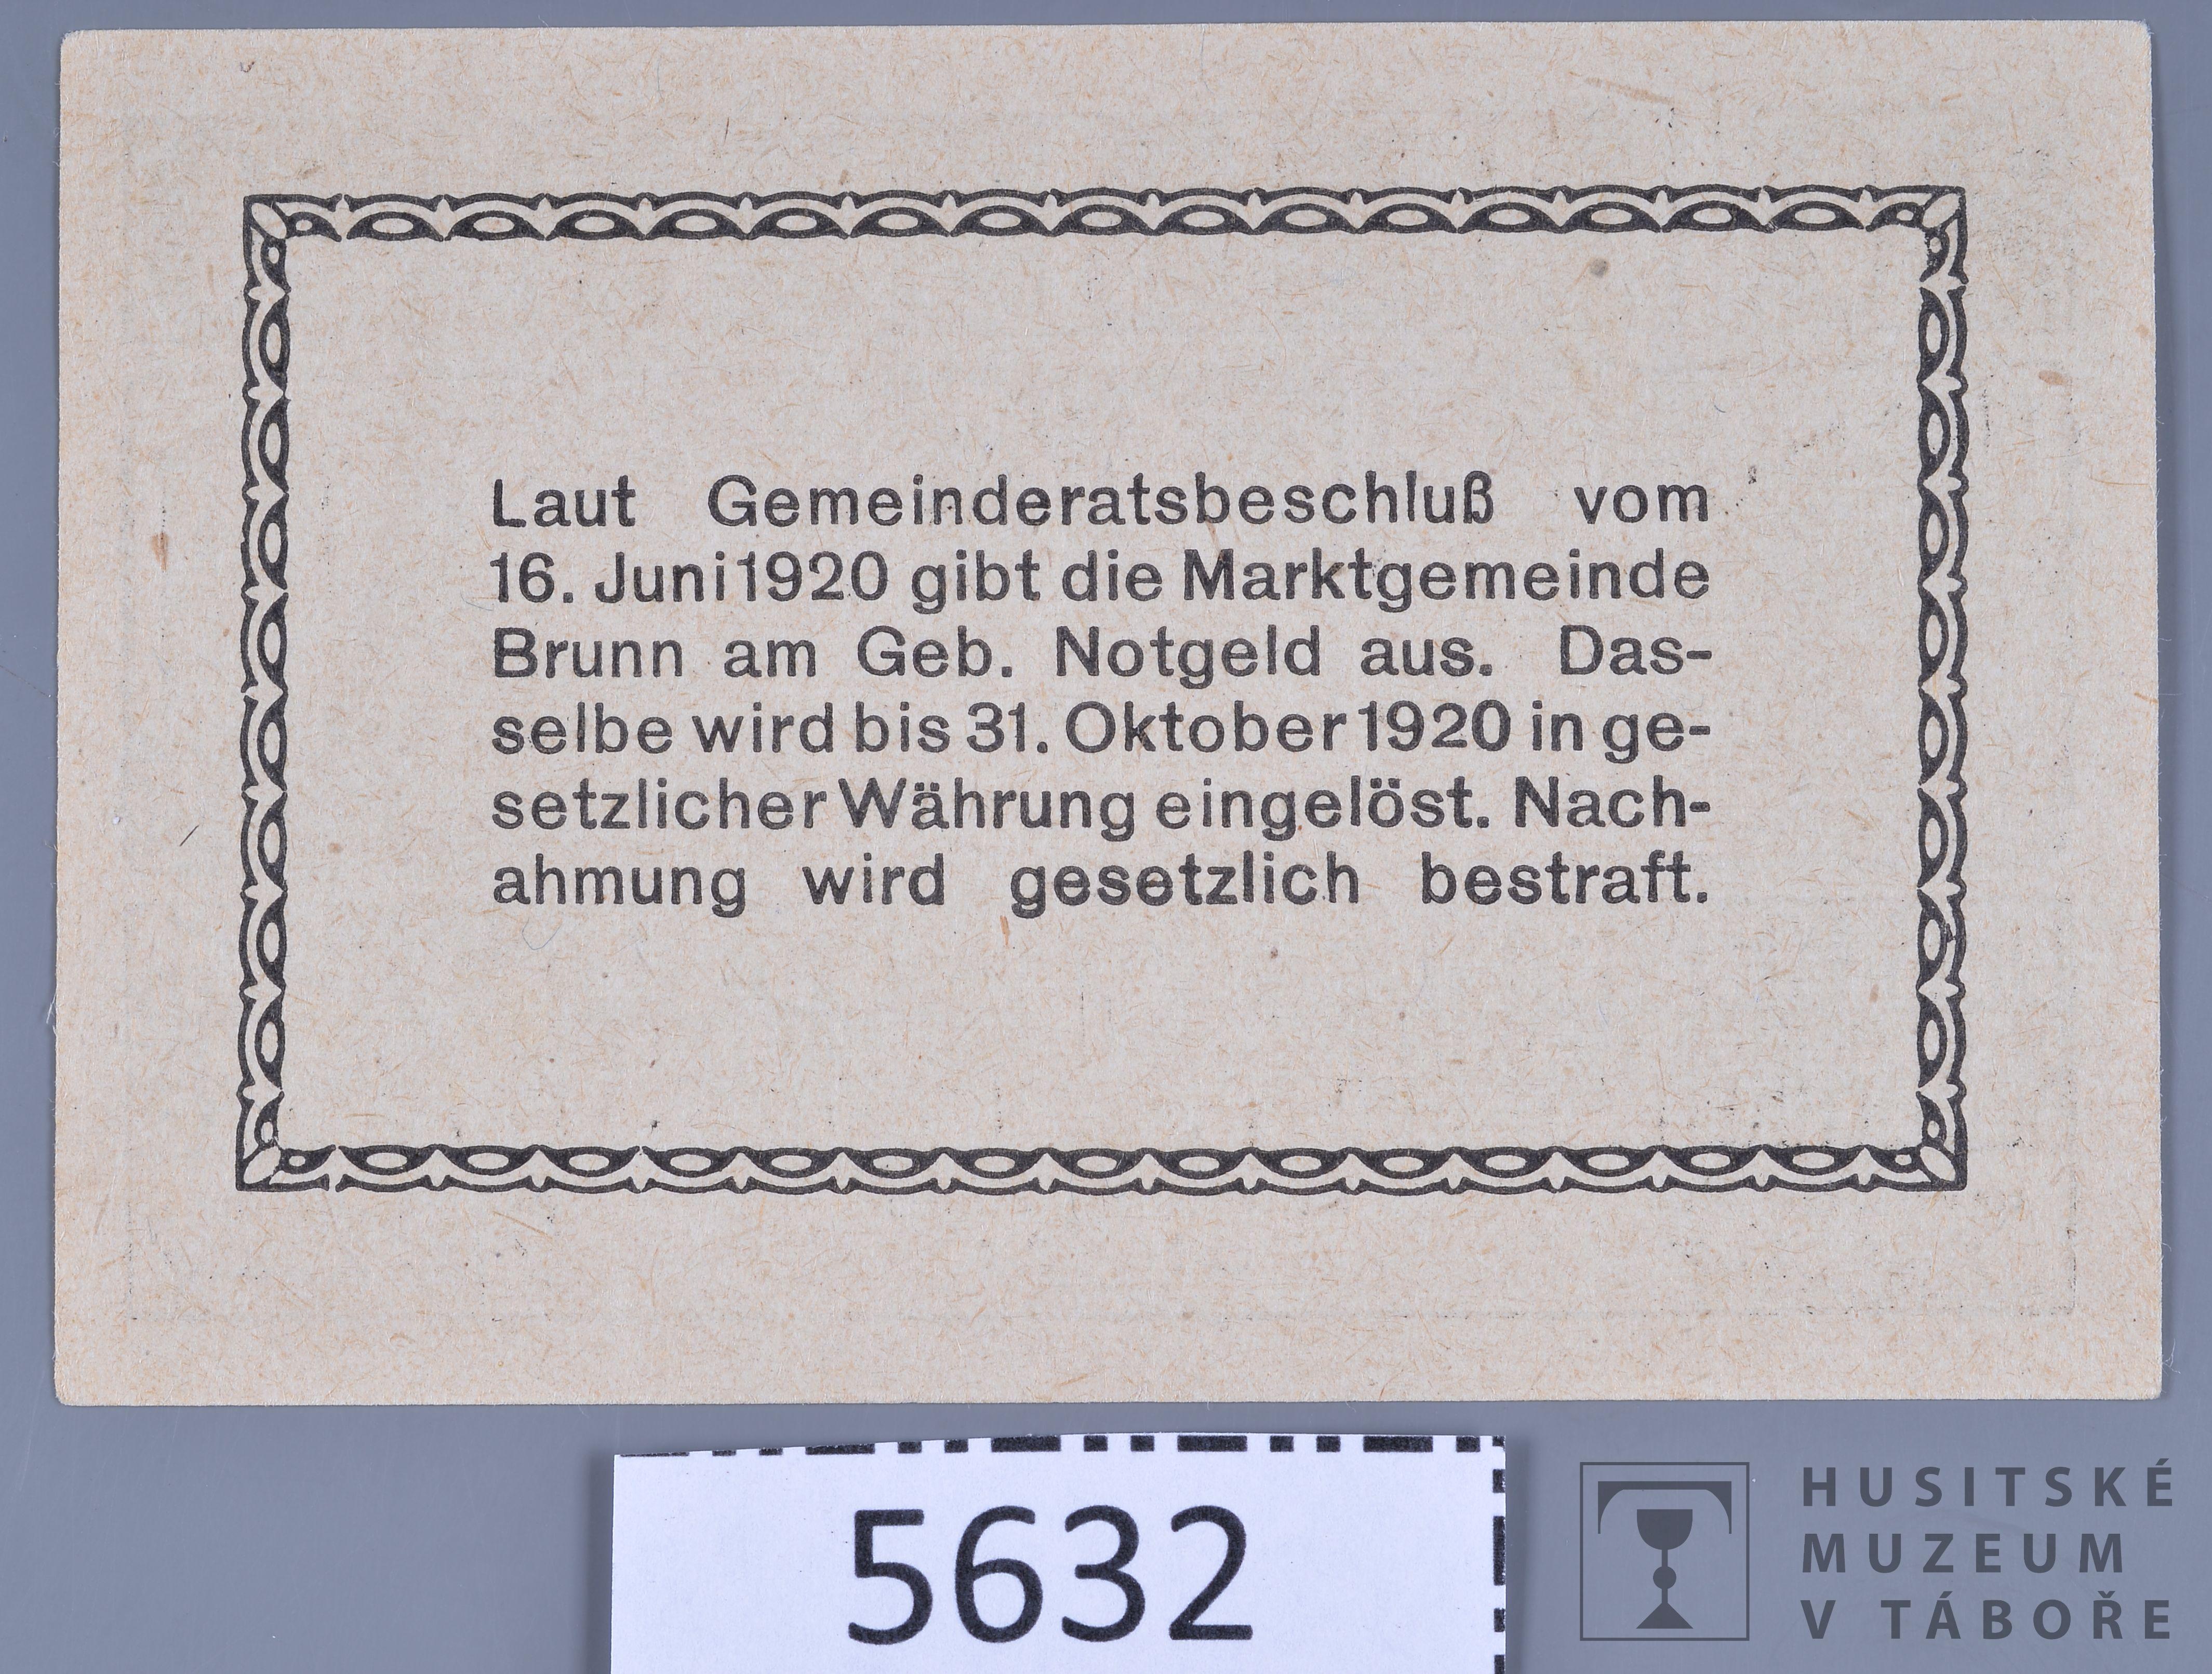 Laut Gemeinderatsbeschluß vom
16. Juni 1920 gibt die Marktgemeinde
Brunn am Geb. Notgeld aus. Das-
selbe wird bis 31. Oktober 1920 in ge-
setzlicher Währung eingelöst. Nach-
ahmung wird gesetzlich bestraft.
5632
HUSITSKÉ
MUZEUM
V TÁBOŘE